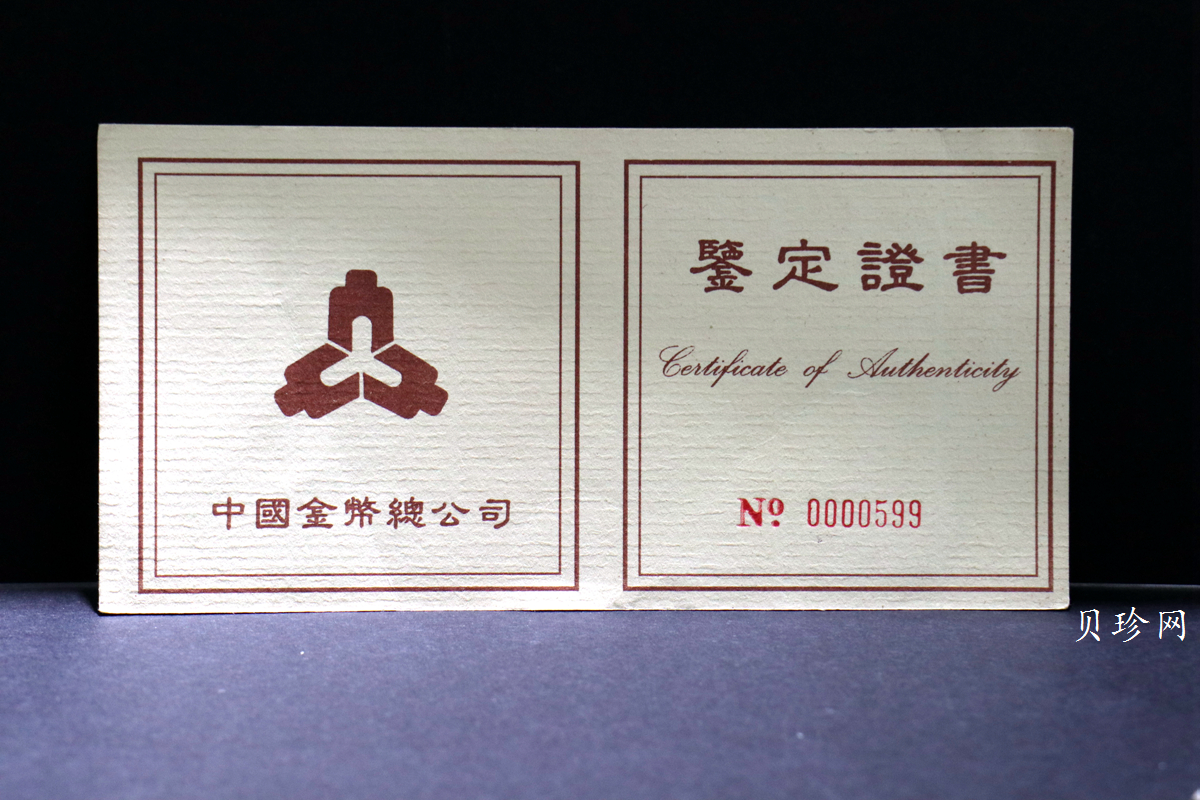 中國金幣總公司
鑒定證書
Certificate of Authenticity
Nº 0000599
贝珍网